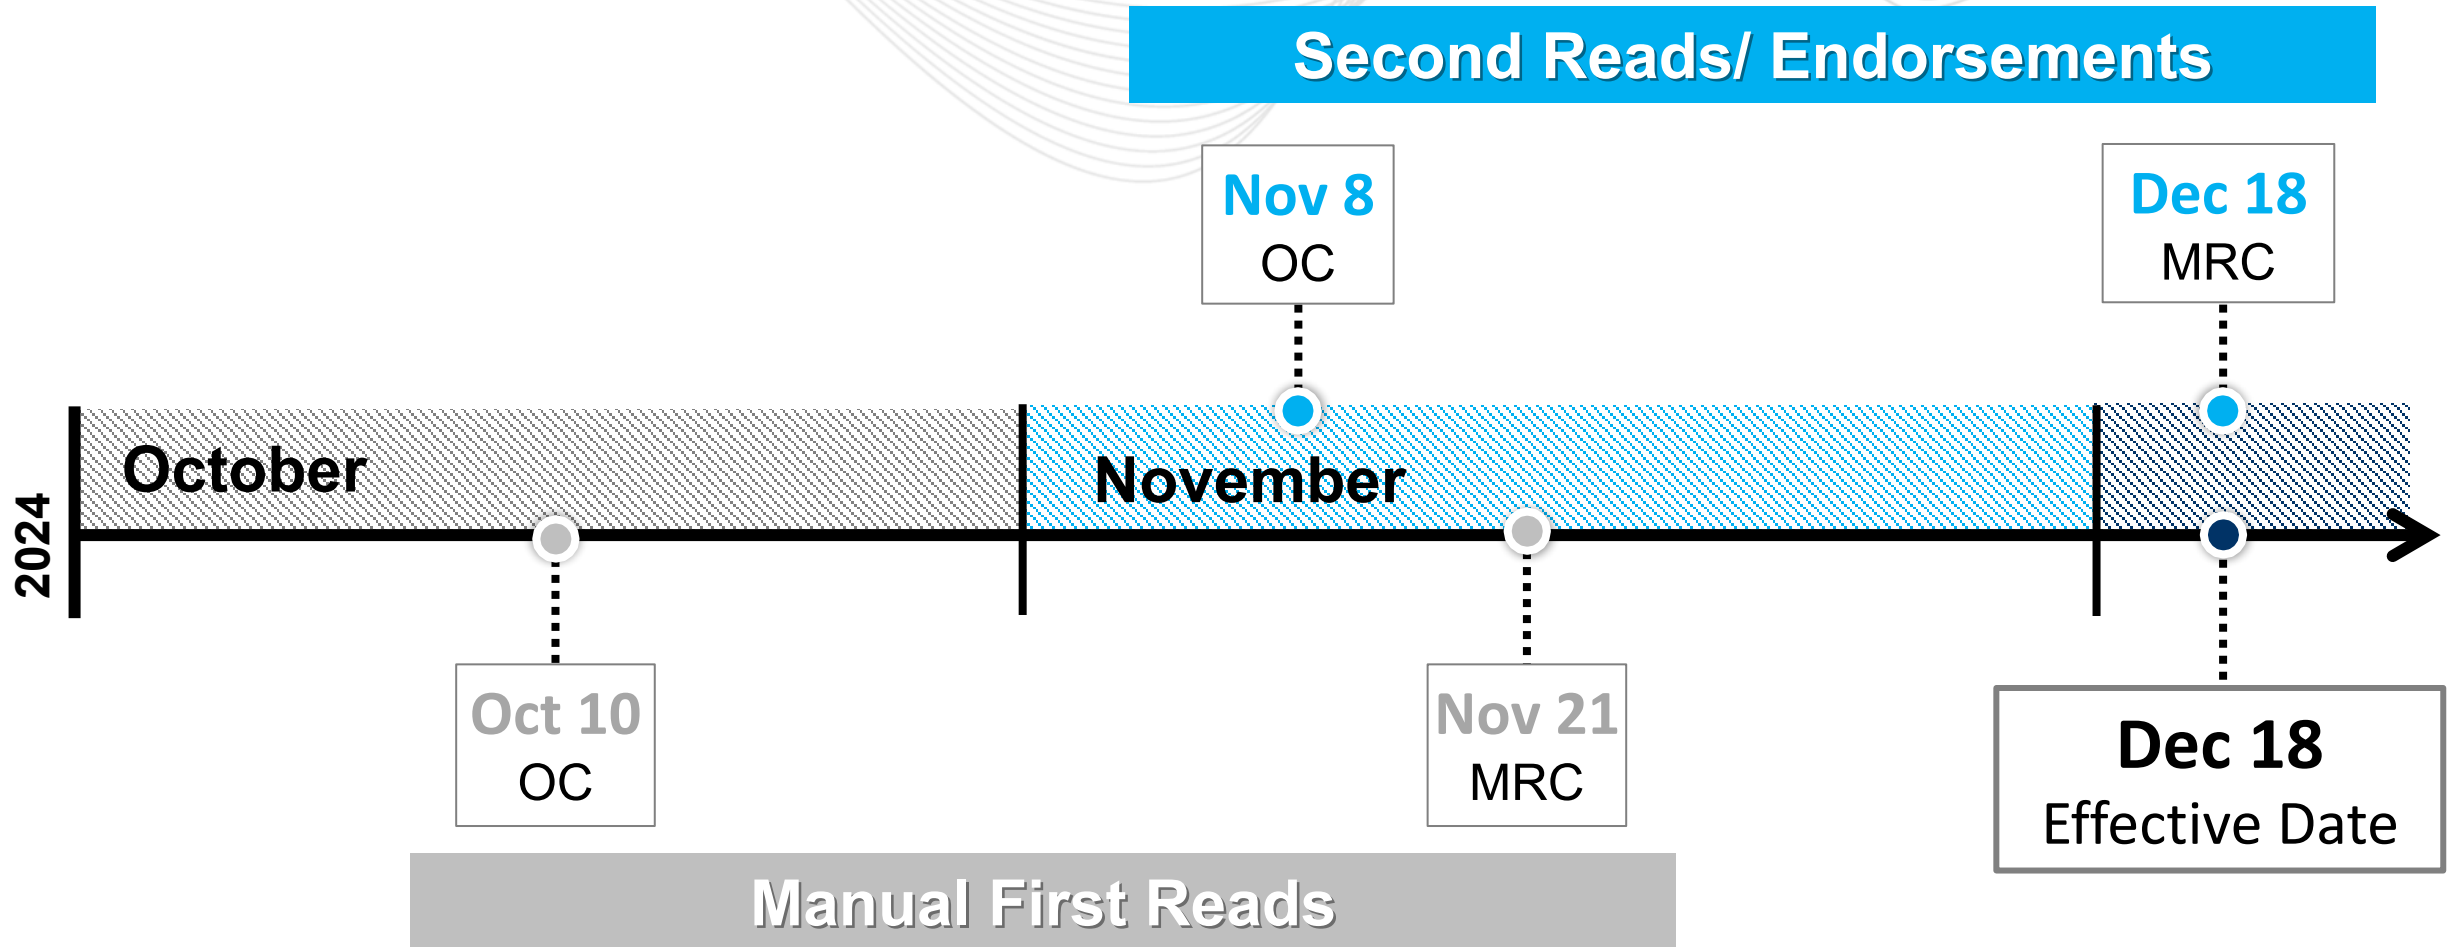 Second Reads/ Endorsements
Nov 8
OC
Dec 18
MRC
2024
October
November
Oct 10
OC
Nov 21
MRC
Dec 18
Effective Date
Manual First Reads